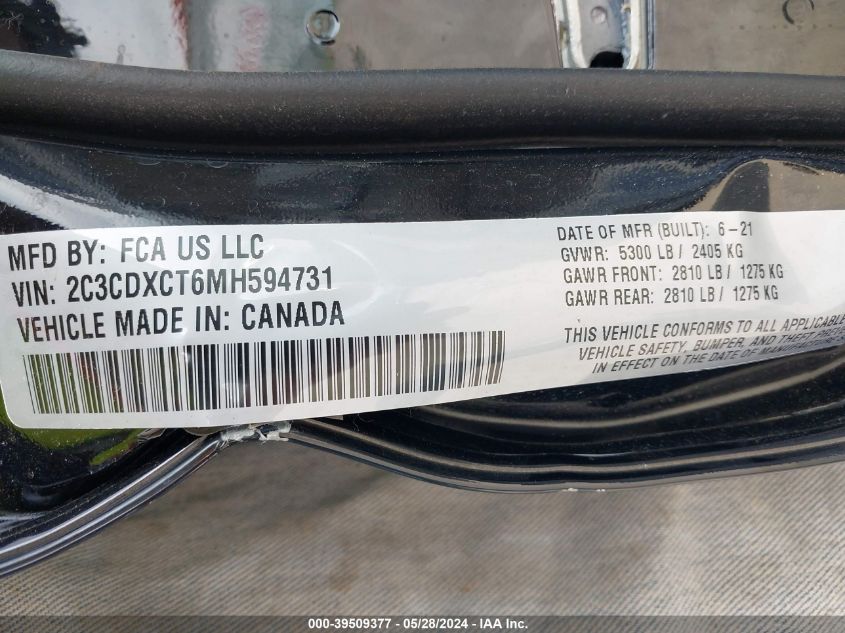 MFD BY: FCA US LLC
VIN: 2C3CDXCT6MH594731
VEHICLE MADE IN: CANADA
DATE OF MFR (BUILT): 6-21
GVWR: 5300 LB / 2405 KG
GAWR FRONT: 2810 LB / 1275 KG
GAWR REAR: 2810 LB / 1275 KG
THIS VEHICLE CONFORMS TO ALL APPLICABLE
VEHICLE SAFETY, BUMPER, AND THEFT
IN EFFECT ON THE DATE OF
000-39509377 - 05/28/2024 - IAA Inc.